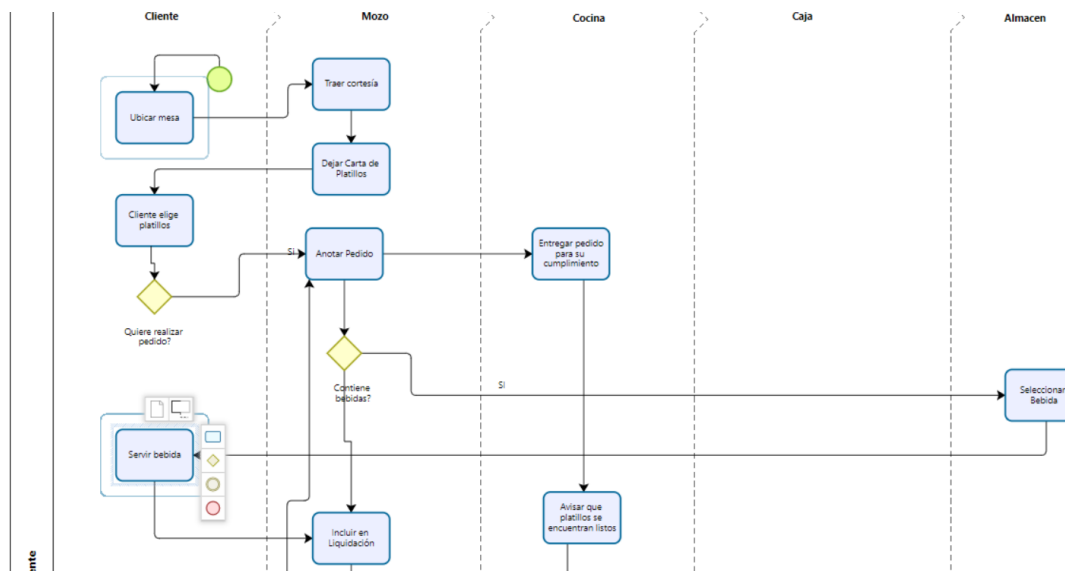 Cliente
Mozo
Cocina
Caja
Almacen
Ubicar mesa
Traer cortesía
Dejar Carta de
Platillos
Cliente elige
platillos
Si
Anotar Pedido
Entregar pedido
para su
cumplimiento
Quiere realizar
pedido?
Contiene
bebidas?
SI
Seleccionar
Bebida
Servir bebida
Avisar que
platillos se
encuentran listos
Incluir en
Liquidación